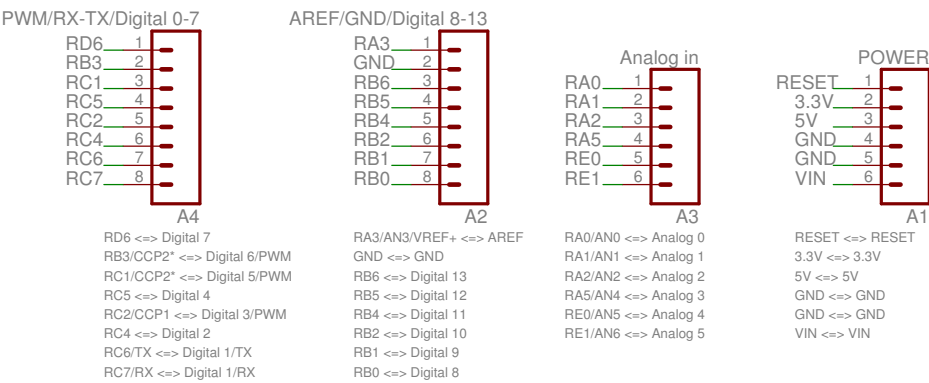 PWM/RX-TX/Digital 0-7
RD6 1
RB3 2
RC1 3
RC5 4
RC2 5
RC4 6
RC6 7
RC7 8
A4
RD6 <=> Digital 7
RB3/CCP2* <=> Digital 6/PWM
RC1/CCP2* <=> Digital 5/PWM
RC5 <=> Digital 4
RC2/CCP1 <=> Digital 3/PWM
RC4 <=> Digital 2
RC6/TX <=> Digital 1/TX
RC7/RX <=> Digital 1/RX
AREF/GND/Digital 8-13
RA3 1
GND 2
RB6 3
RB5 4
RB4 5
RB2 6
RB1 7
RB0 8
A2
RA3/AN3/VREF+ <=> AREF
GND <=> GND
RB6 <=> Digital 13
RB5 <=> Digital 12
RB4 <=> Digital 11
RB2 <=> Digital 10
RB1 <=> Digital 9
RB0 <=> Digital 8
Analog in
RA0 1
RA1 2
RA2 3
RA5 4
RE0 5
RE1 6
A3
RA0/AN0 <=> Analog 0
RA1/AN1 <=> Analog 1
RA2/AN2 <=> Analog 2
RA5/AN4 <=> Analog 3
RE0/AN5 <=> Analog 4
RE1/AN6 <=> Analog 5
POWER
RESET 1
3.3V 2
5V 3
GND 4
GND 5
VIN 6
A1
RESET <=> RESET
3.3V <=> 3.3V
5V <=> 5V
GND <=> GND
GND <=> GND
VIN <=> VIN